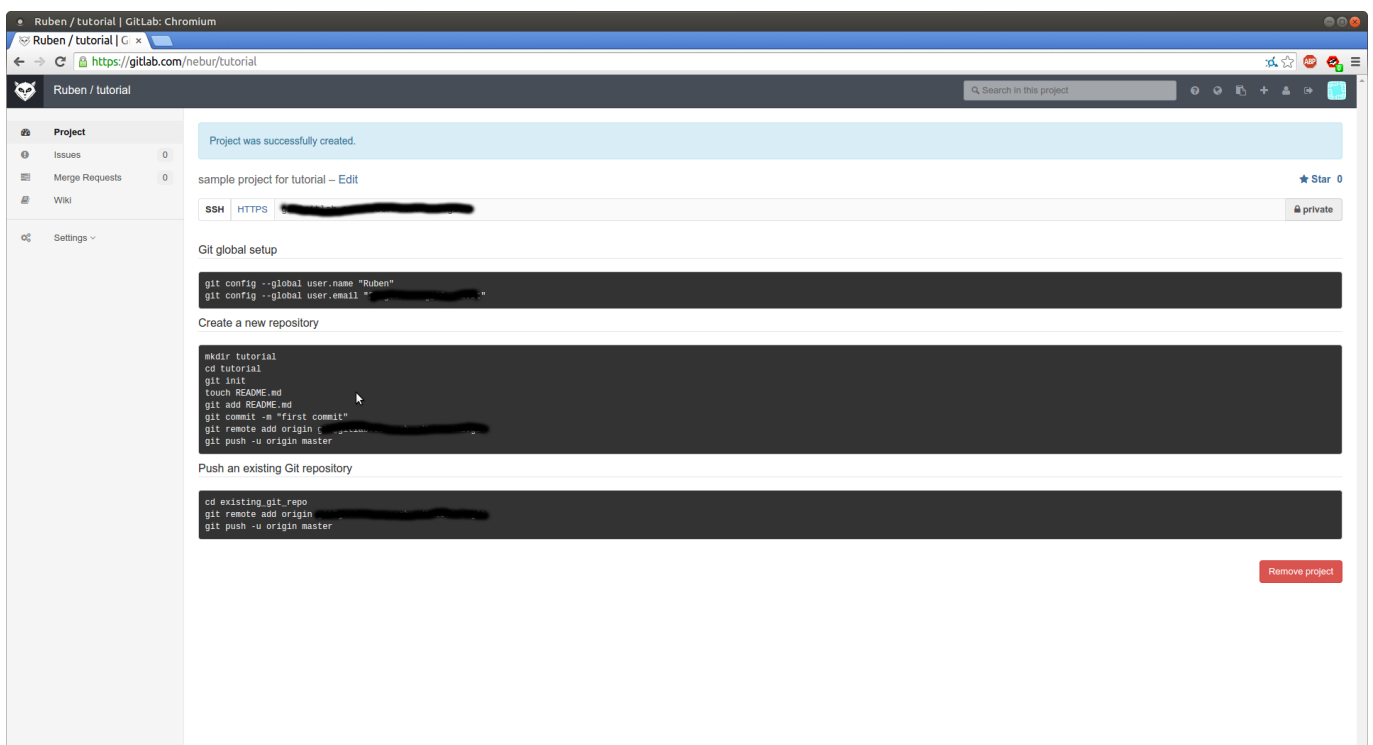 Ruben / tutorial | GitLab: Chromium
Ruben / tutorial | G
https://gitlab.com/nebur/tutorial
ABP
Ruben / tutorial
Search in this project
Project
Issues 0
Merge Requests 0
Wiki
Settings
Project was successfully created.
sample project for tutorial – Edit
Star 0
SSH HTTPS
private
Git global setup
git config --global user.name "Ruben"
git config --global user.email " "
Create a new repository
mkdir tutorial
cd tutorial
git init
touch README.md
git add README.md
git commit -m "first commit"
git remote add origin
git push -u origin master
Push an existing Git repository
cd existing_git_repo
git remote add origin
git push -u origin master
Remove project